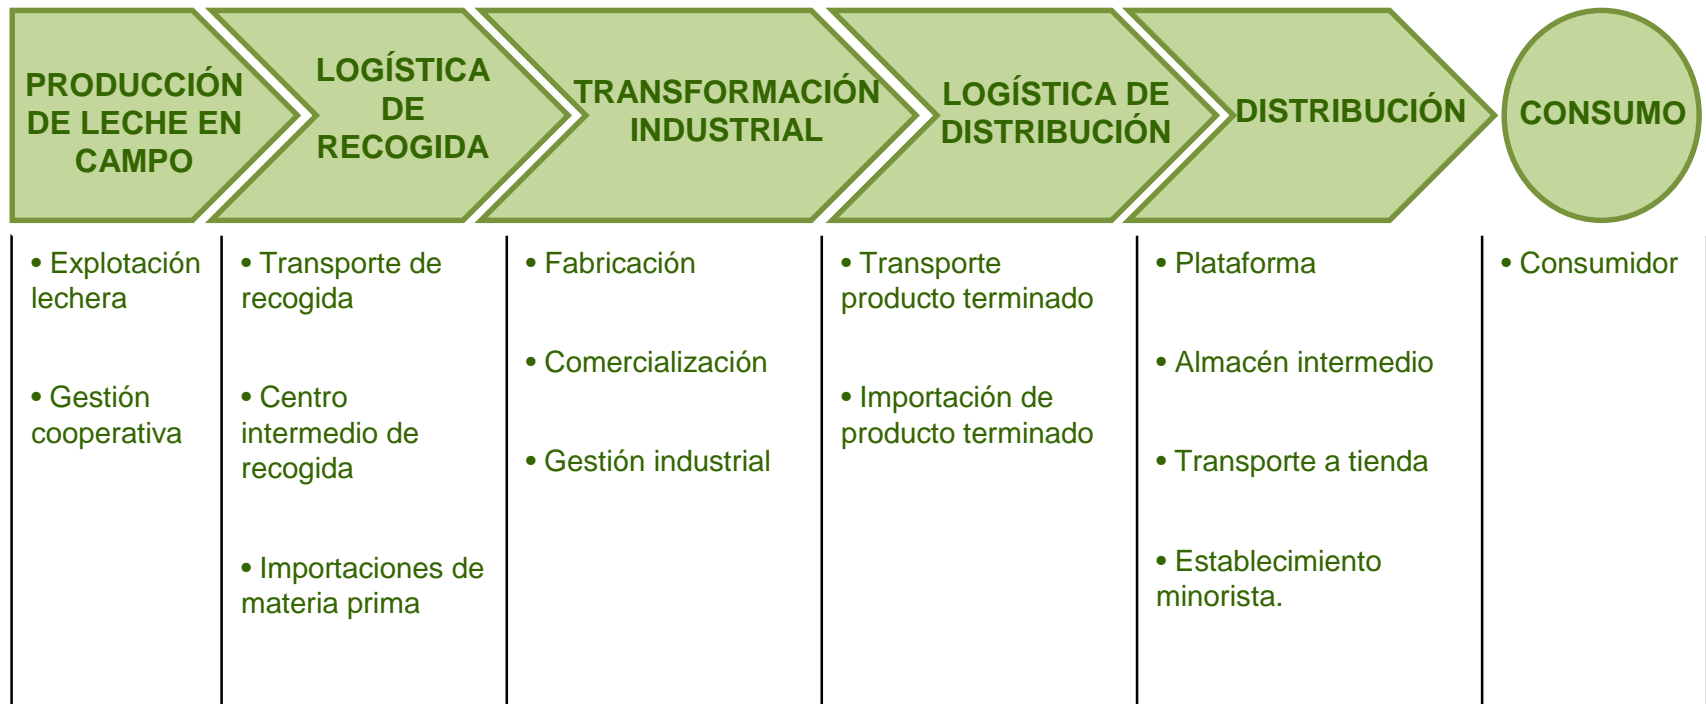 PRODUCCIÓN
DE LECHE EN
CAMPO
LOGÍSTICA
DE
RECOGIDA
TRANSFORMACIÓN
INDUSTRIAL
LOGÍSTICA DE
DISTRIBUCIÓN
DISTRIBUCIÓN
CONSUMO
• Explotación
lechera
• Gestión
cooperativa
• Transporte de
recogida
• Centro
intermedio de
recogida
• Importaciones de
materia prima
• Fabricación
• Comercialización
• Gestión industrial
• Transporte
producto terminado
• Importación de
producto terminado
• Plataforma
• Almacén intermedio
• Transporte a tienda
• Establecimiento
minorista.
• Consumidor